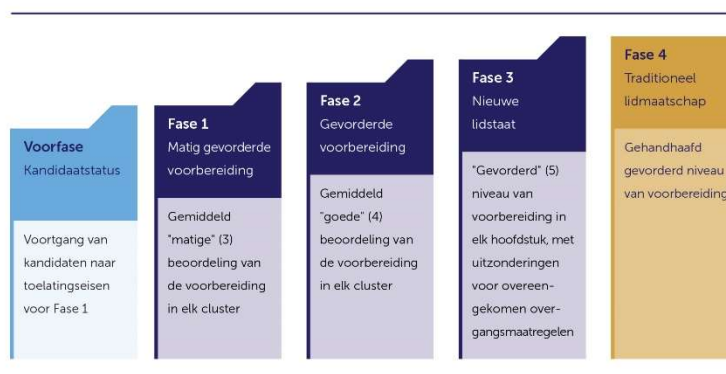 Voorfase
Kandidaatstatus
Voortgang van
kandidaten naar
toelatingseisen
voor Fase 1
Fase 1
Matig gevorderde
voorbereiding
Gemiddeld
"matige" (3)
beoordeling van
de voorbereiding
in elk cluster
Fase 2
Gevorderde
voorbereiding
Gemiddeld
"goede" (4)
beoordeling van
de voorbereiding
in elk cluster
Fase 3
Nieuwe
lidstaat
"Gevorderd" (5)
niveau van
voorbereiding in
elk hoofdstuk, met
uitzonderingen
voor overeen-
gekomen over-
gangsmaatregelen
Fase 4
Traditioneel
lidmaatschap
Gehandhaafd
gevorderd niveau
van voorbereiding